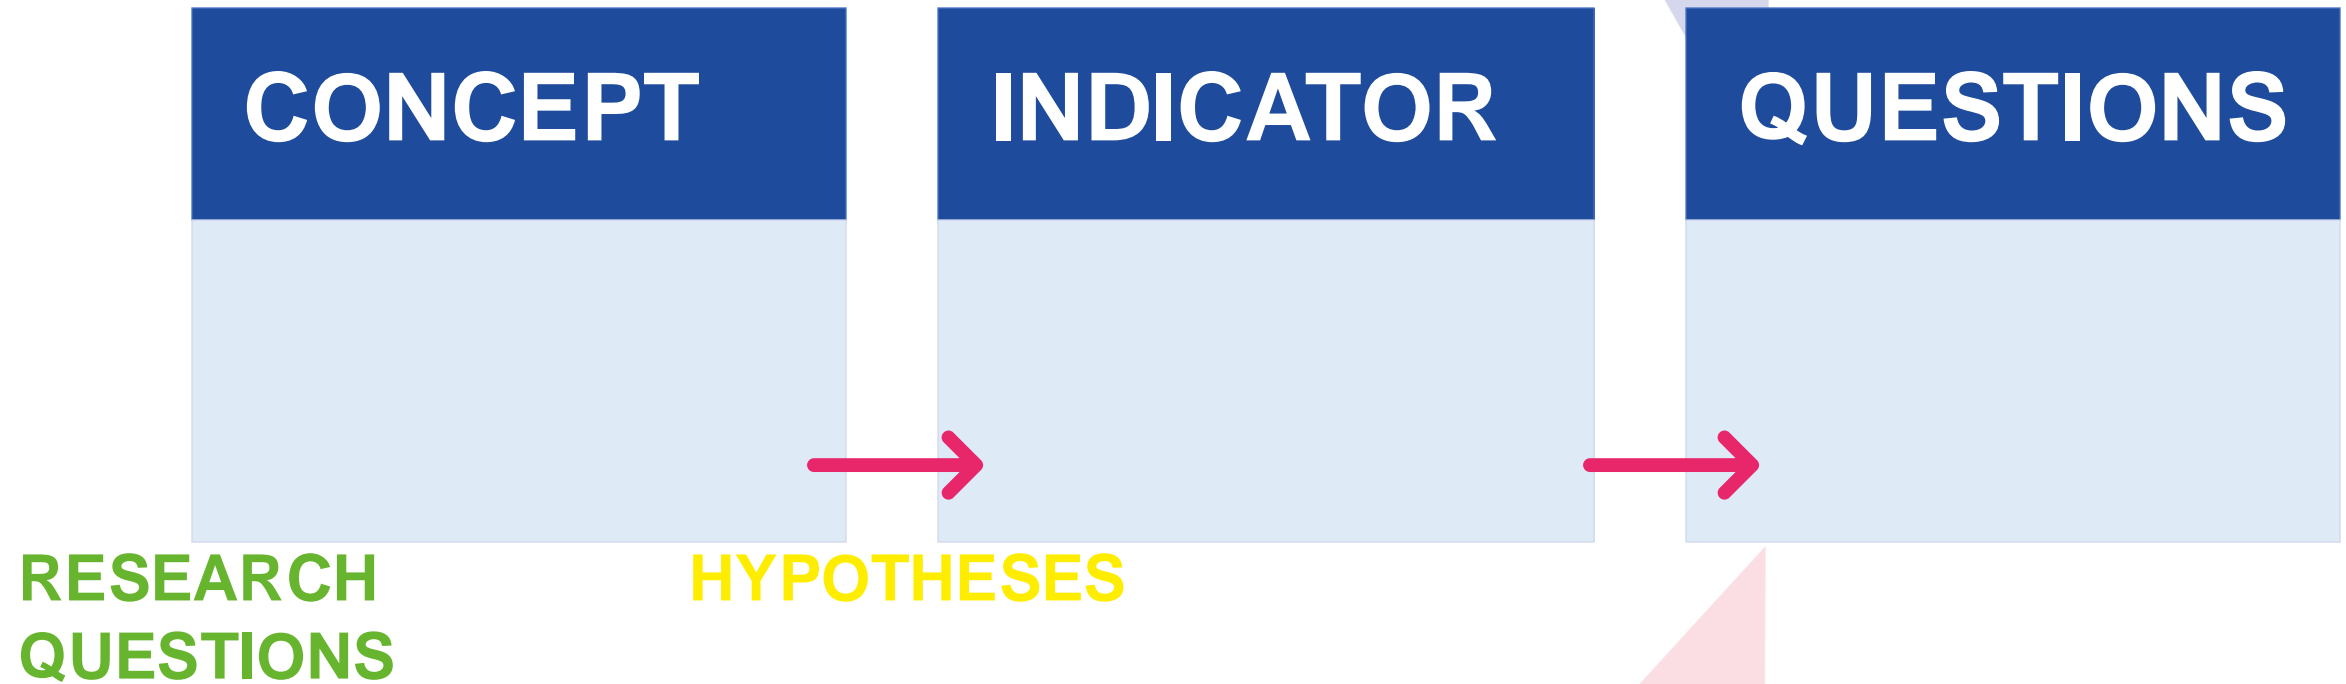 CONCEPT
INDICATOR
QUESTIONS
RESEARCH
QUESTIONS
HYPOTHESES